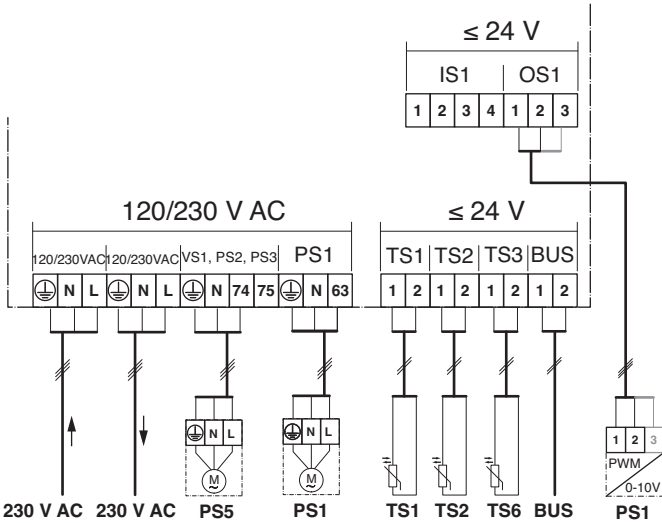 ≤ 24 V
IS1 OS1
1 2 3 4 1 2 3
120/230 V AC ≤ 24 V
120/230VAC 120/230VAC VS1, PS2, PS3 PS1 TS1 TS2 TS3 BUS
N L N L N 74 75 N 63 1 2 1 2 1 2 1 2
N L N L 1 2 3
M M PWM
~ ~ 0-10V
230 V AC 230 V AC PS5 PS1 TS1 TS2 TS6 BUS PS1